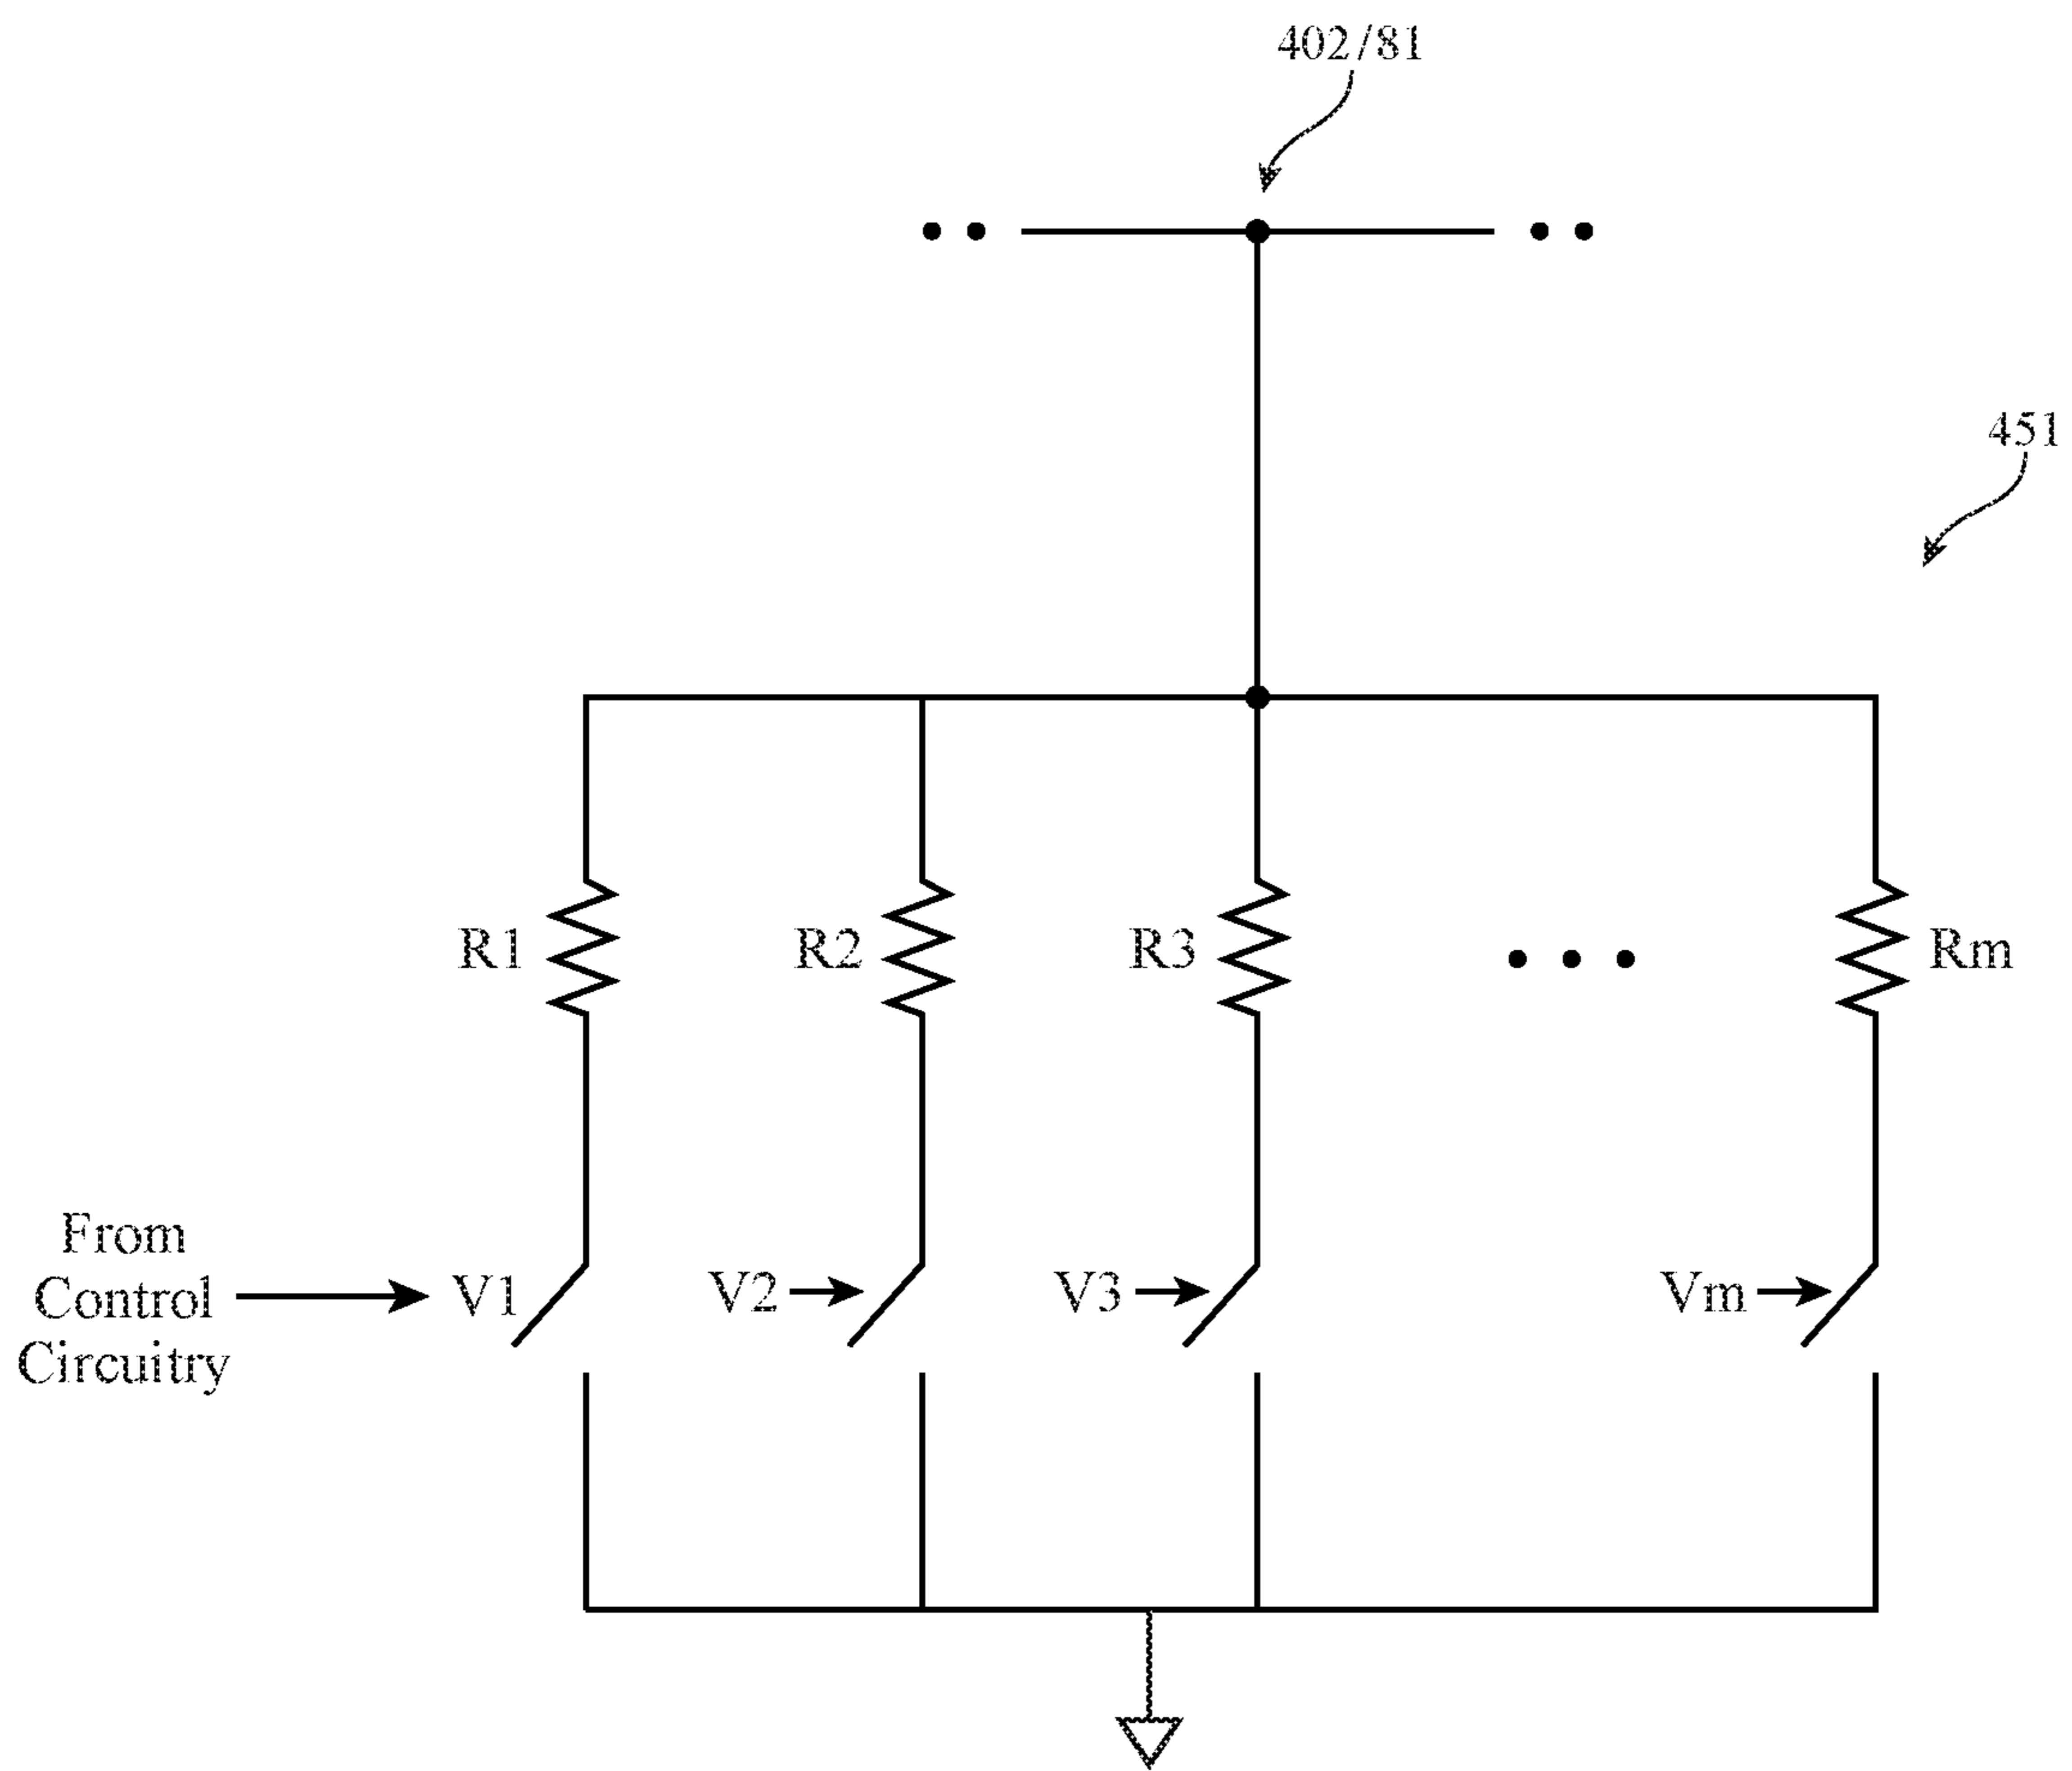 402/81
451
R1
R2
R3
Rm
From
Control
Circuitry
V1
V2
V3
Vm